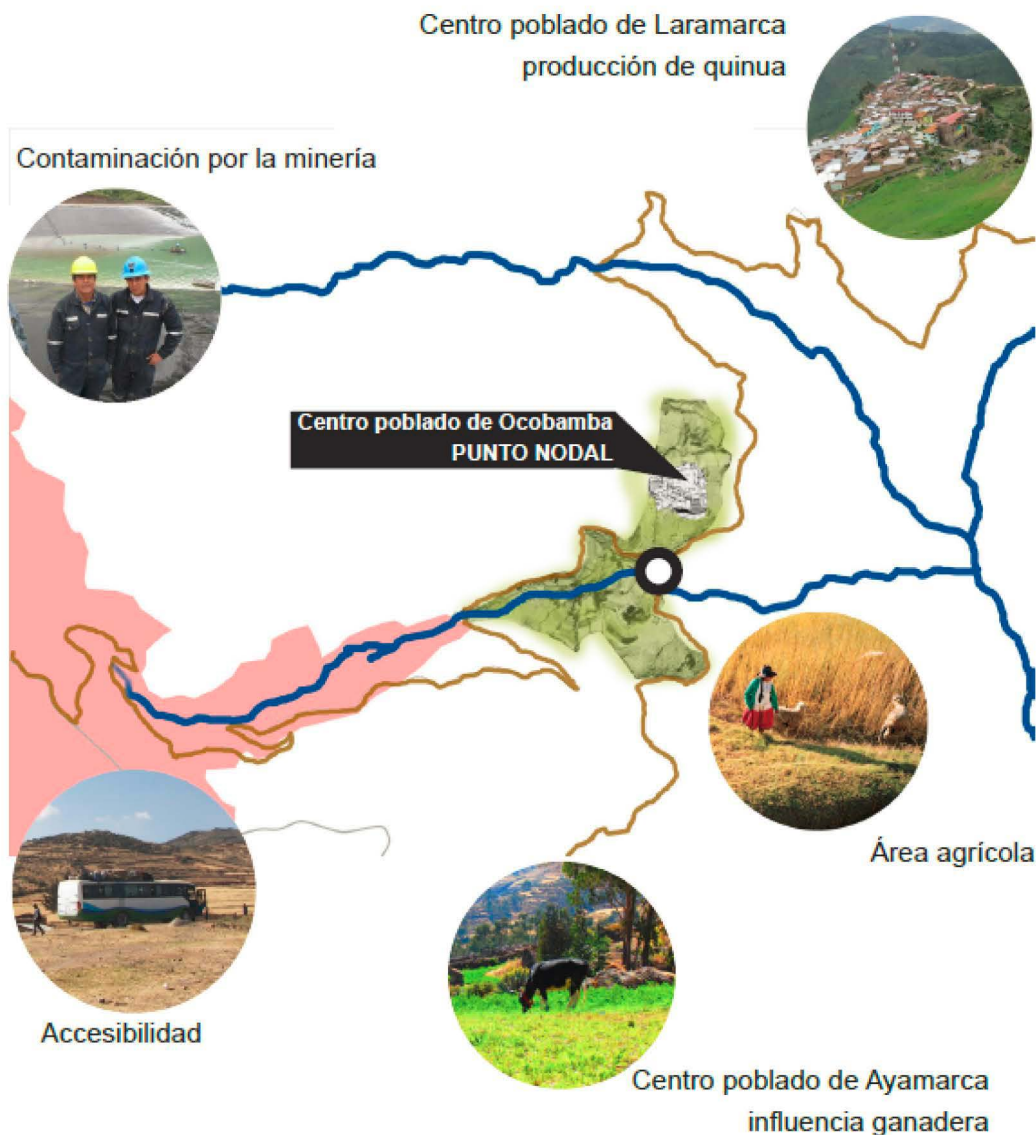 Centro poblado de Laramarca
producción de quinua
Contaminación por la minería
Centro poblado de Ocobamba
PUNTO NODAL
Área agrícola
Accesibilidad
Centro poblado de Ayamarca
influencia ganadera